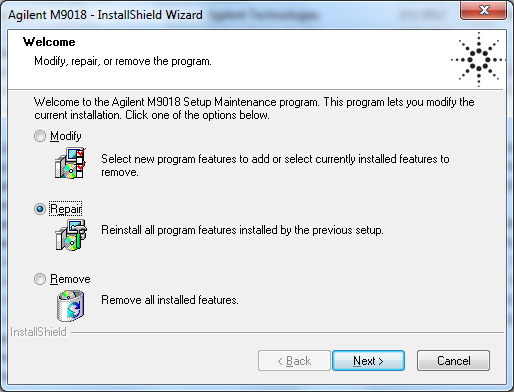 Agilent M9018 - InstallShield Wizard
Agilent Technologies
Welcome
Modify, repair, or remove the program.
Welcome to the Agilent M9018 Setup Maintenance program. This program lets you modify the
current installation. Click one of the options below.
Modify
Select new program features to add or select currently installed features to
remove.
Repair
Reinstall all program features installed by the previous setup.
Remove
Remove all installed features.
InstallShield
< Back
Next >
Cancel